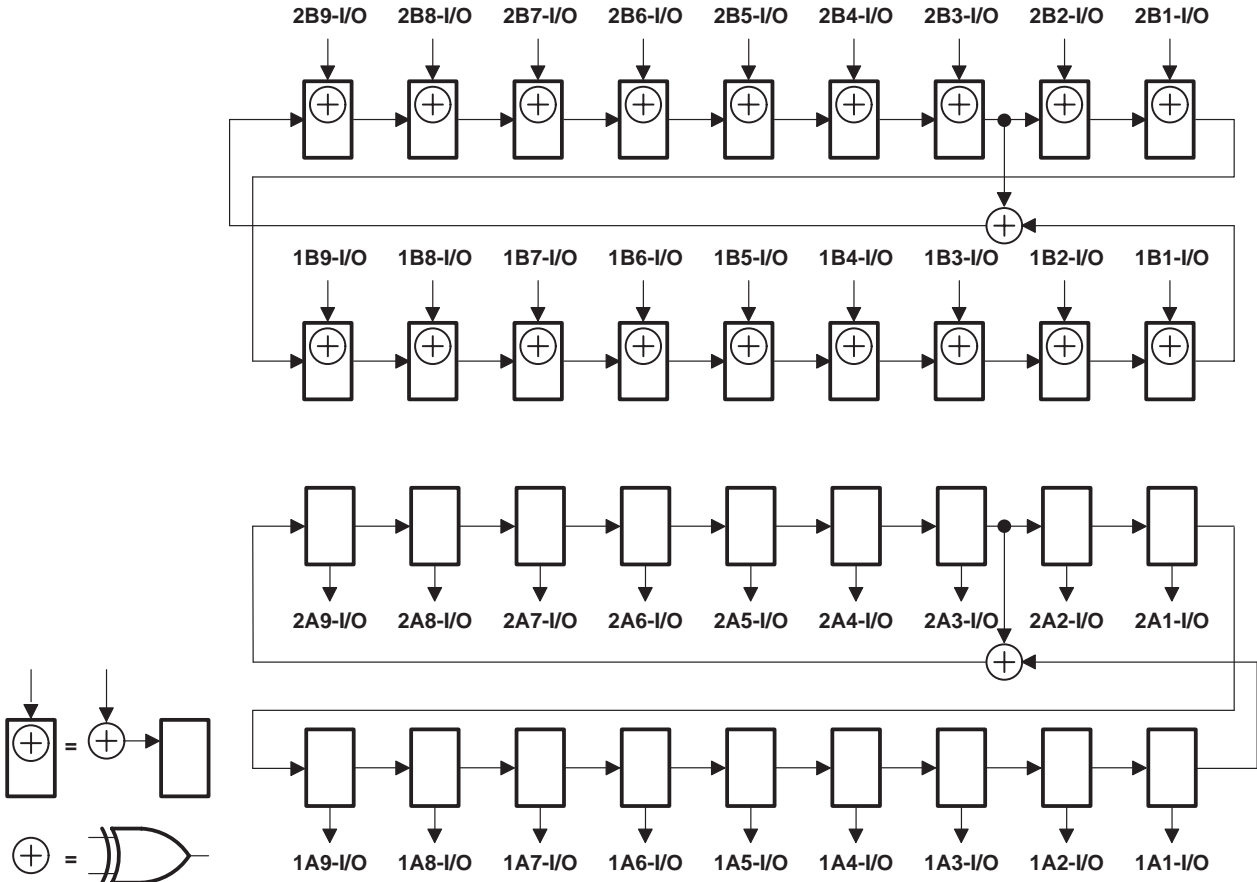 2B9-I/O 2B8-I/O 2B7-I/O 2B6-I/O 2B5-I/O 2B4-I/O 2B3-I/O 2B2-I/O 2B1-I/O
1B9-I/O 1B8-I/O 1B7-I/O 1B6-I/O 1B5-I/O 1B4-I/O 1B3-I/O 1B2-I/O 1B1-I/O
2A9-I/O 2A8-I/O 2A7-I/O 2A6-I/O 2A5-I/O 2A4-I/O 2A3-I/O 2A2-I/O 2A1-I/O
=
=
1A9-I/O 1A8-I/O 1A7-I/O 1A6-I/O 1A5-I/O 1A4-I/O 1A3-I/O 1A2-I/O 1A1-I/O